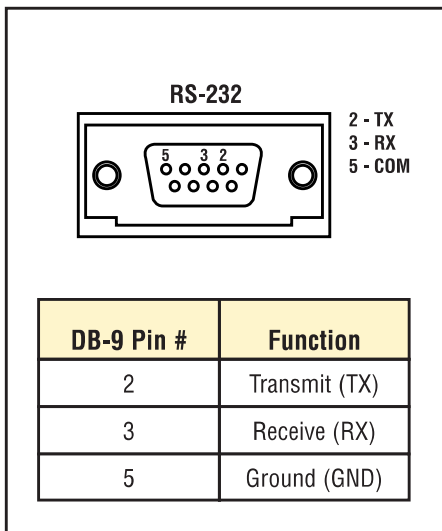 RS-232
2 - TX
3 - RX
5 - COM
5 3 2
DB-9 Pin # Function
2 Transmit (TX)
3 Receive (RX)
5 Ground (GND)